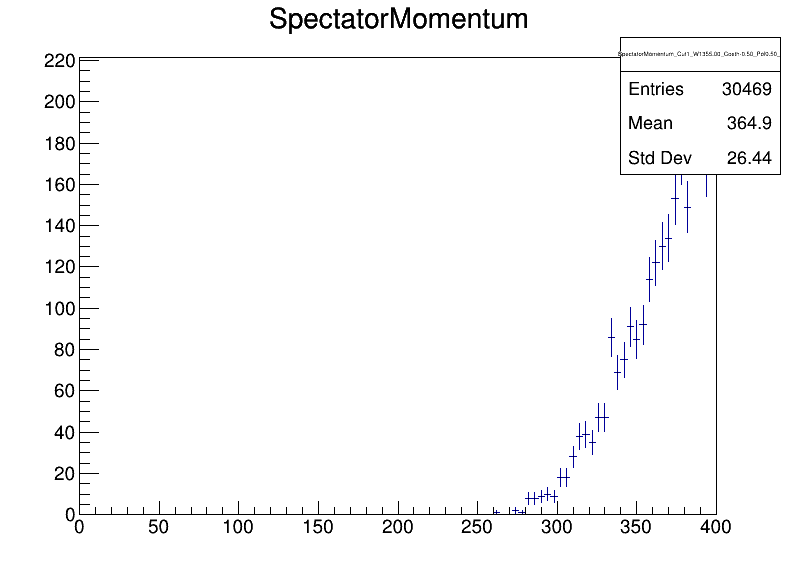 SpectatorMomentum
SpectatorMomentum_Cut1_W1355.00_Costh-0.50_Pol0.50_
Entries 30469
Mean 364.9
Std Dev 26.44
220
200
180
160
140
120
100
80
60
40
20
0
0 50 100 150 200 250 300 350 400